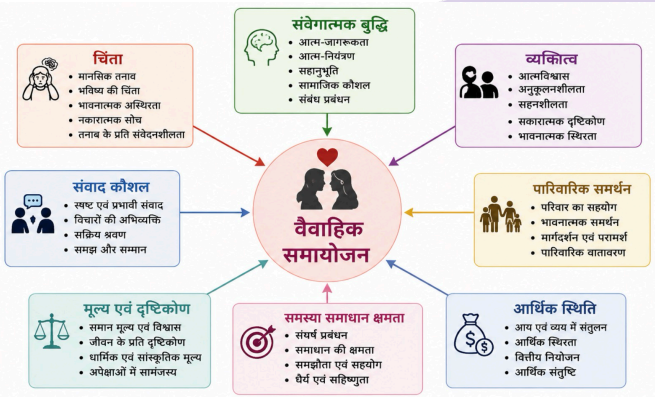 संवेगात्मक बुद्धि
• आत्म-जागरूकता
• आत्म-नियंत्रण
• सहानुभूति
• सामाजिक कौशल
• संबंध प्रबंधन
चिंता
• मानसिक तनाव
• भविष्य की चिंता
• भावनात्मक अस्थिरता
• नकारात्मक सोच
• तनाब के प्रति संवेदनशीलता
व्यक्तित्व
• आत्मविश्वास
• अनुकूलनशीलता
• सहनशीलता
• सकारात्मक दृष्टिकोण
• भावनात्मक स्थिरता
संवाद कौशल
• स्पष्ट एवं प्रभावी संवाद
• विचारों की अभिव्यक्ति
• सक्रिय श्रवण
• समझ और सम्मान
वैवाहिक
समायोजन
पारिवारिक समर्थन
• परिवार का सहयोग
• भावनात्मक समर्थन
• मार्गदर्शन एवं परामर्श
• पारिवारिक वातावरण
मूल्य एवं दृष्टिकोण
• समान मूल्य एवं विश्वास
• जीवन के प्रति दृष्टिकोण
• धार्मिक एवं सांस्कृतिक मूल्य
• अपेक्षाओं में सामंजस्य
समस्या समाधान क्षमता
• संघर्ष प्रबंधन
• समाधान की क्षमता
• समझौता एवं सहयोग
• धैर्य एवं सहिष्णुता
आर्थिक स्थिति
• आय एवं व्यय में संतुलन
• आर्थिक स्थिरता
• वित्तीय नियोजन
• आर्थिक संतुष्टि